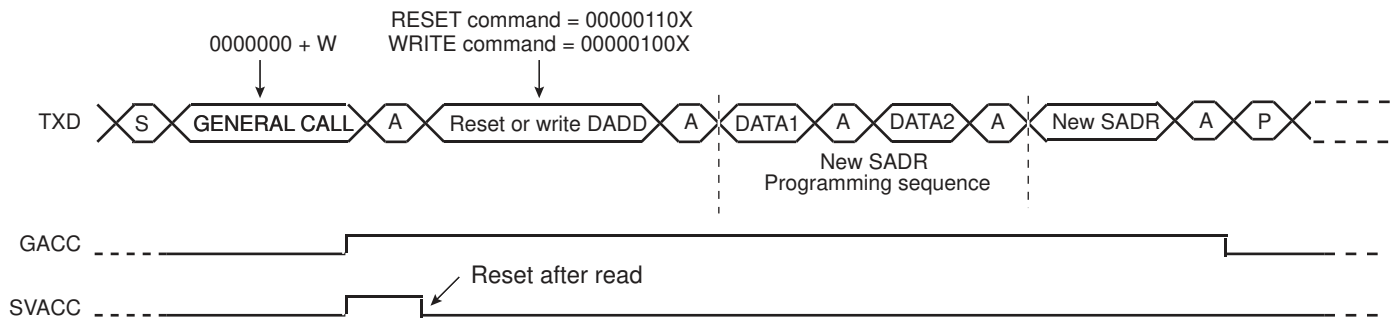 RESET command = 00000110X
0000000 + W
WRITE command = 00000100X
TXD S GENERAL CALL A Reset or write DADD A DATA1 A DATA2 A New SADR A P
New SADR
Programming sequence
GACC
Reset after read
SVACC